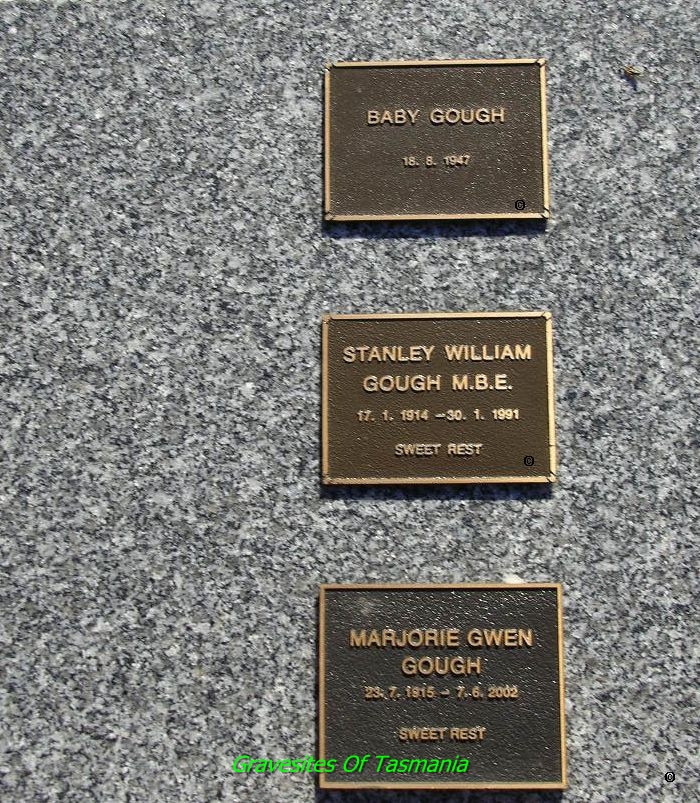 BABY GOUGH
18. 8. 1947
©
STANLEY WILLIAM
GOUGH M.B.E.
17. 1. 1914 – 30. 1. 1991
SWEET REST
©
MARJORIE GWEN
GOUGH
23. 7. 1915 – 7. 6. 2002
SWEET REST
Gravesites Of Tasmania
©